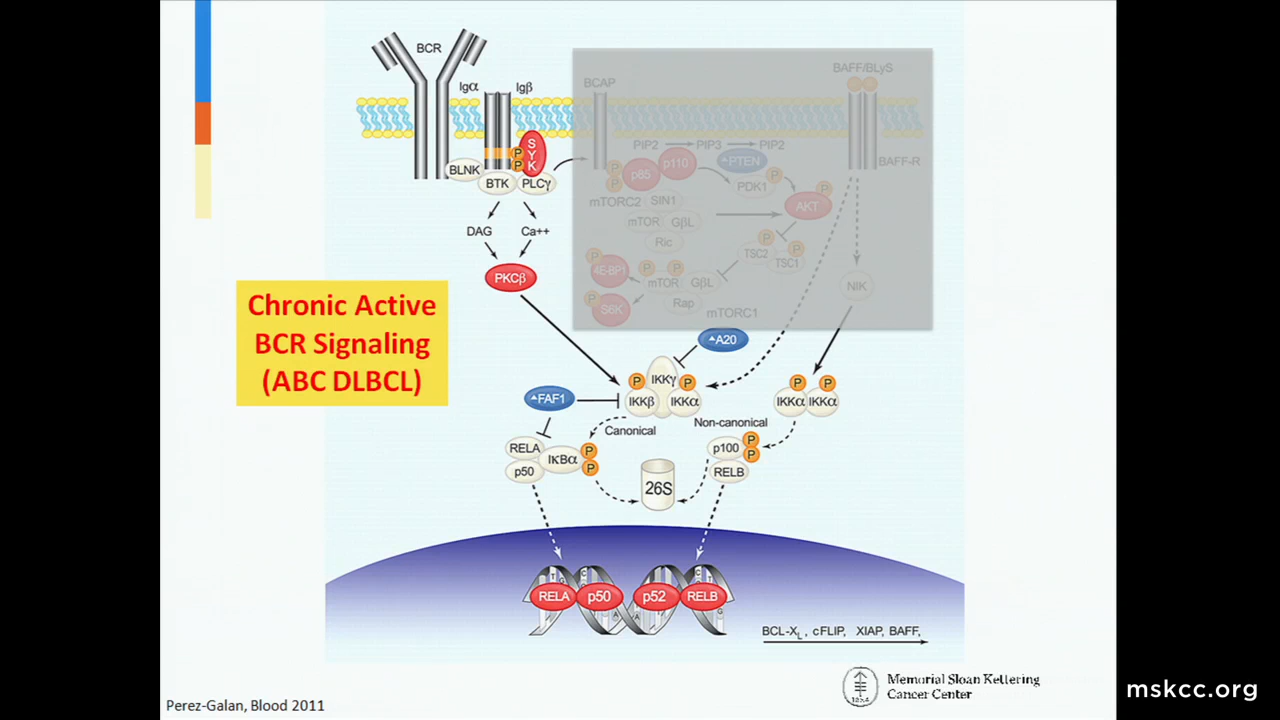 BCR
Igα
Igβ
BCAP
BAFF/BLyS
SYK
P
P
BLNK
BTK
PLCγ
PIP2
PIP3
PIP2
p85
p110
PTEN
BAFF-R
P
P
PDK1
P
P
AKT
mTORC2
SIN1
mTOR
GβL
Ric
DAG
Ca++
P
TSC2
P
TSC1
PKCβ
P
4E-BP1
P
P
mTOR
GβL
NIK
P
S6K
Rap
mTORC1
Chronic Active
BCR Signaling
(ABC DLBCL)
A20
P
IKKγ
P
IKKβ
IKKα
P
P
IKKα
IKKα
FAF1
Canonical
Non-canonical
RELA
IκBα
P
P
p50
p100
P
P
RELB
26S
RELA
p50
p52
RELB
BCL-XL, cFLIP, XIAP, BAFF,
Memorial Sloan Kettering
Cancer Center
mskcc.org
Perez-Galan, Blood 2011